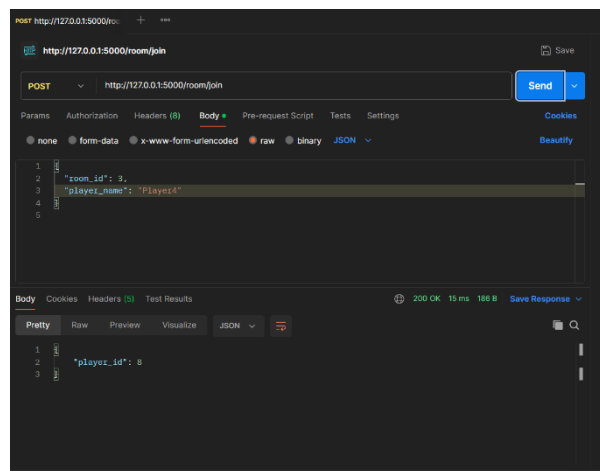 POST http://127.0.0.1:5000/roo
http://127.0.0.1:5000/room/join
Save
POST http://127.0.0.1:5000/room/join Send
Params Authorization Headers (8) Body Pre-request Script Tests Settings Cookies
none form-data x-www-form-urlencoded raw binary JSON Beautify
1 {
2 "room_id": 3,
3 "player_name": "Player4"
4 }
5
Body Cookies Headers (5) Test Results 200 OK 15 ms 186 B Save Response
Pretty Raw Preview Visualize JSON
1 {
2 "player_id": 8
3 }